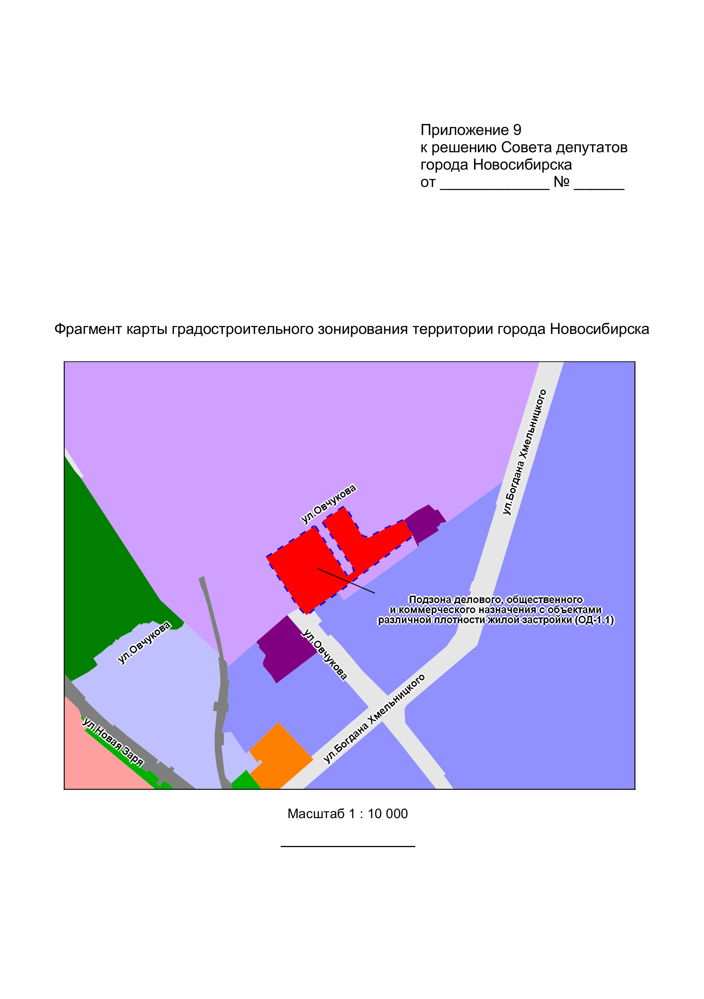 Приложение 9
к решению Совета депутатов
города Новосибирска
от _____________ № ______
Фрагмент карты градостроительного зонирования территории города Новосибирска
ул.Богдана Хмельницкого
ул.Овчукова
Подзона делового, общественного
и коммерческого назначения с объектами
различной плотности жилой застройки (ОД-1.1)
ул.Овчукова
ул.Овчукова
ул.Богдана Хмельницкого
ул.Новая Заря
Масштаб 1 : 10 000